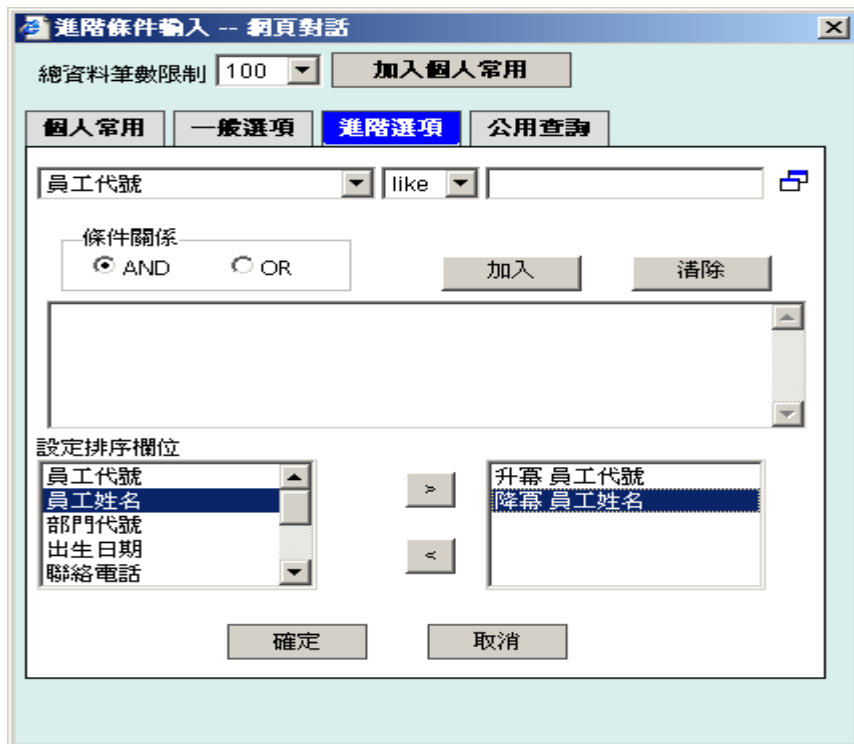 進階條件輸入 -- 網頁對話
總資料筆數限制 100 加入個人常用
個人常用 一般選項 進階選項 公用查詢
員工代號 like
條件關係
AND OR 加入 清除
設定排序欄位
員工代號
員工姓名
部門代號
出生日期
聯絡電話
>
<
升冪 員工代號
降冪 員工姓名
確定 取消